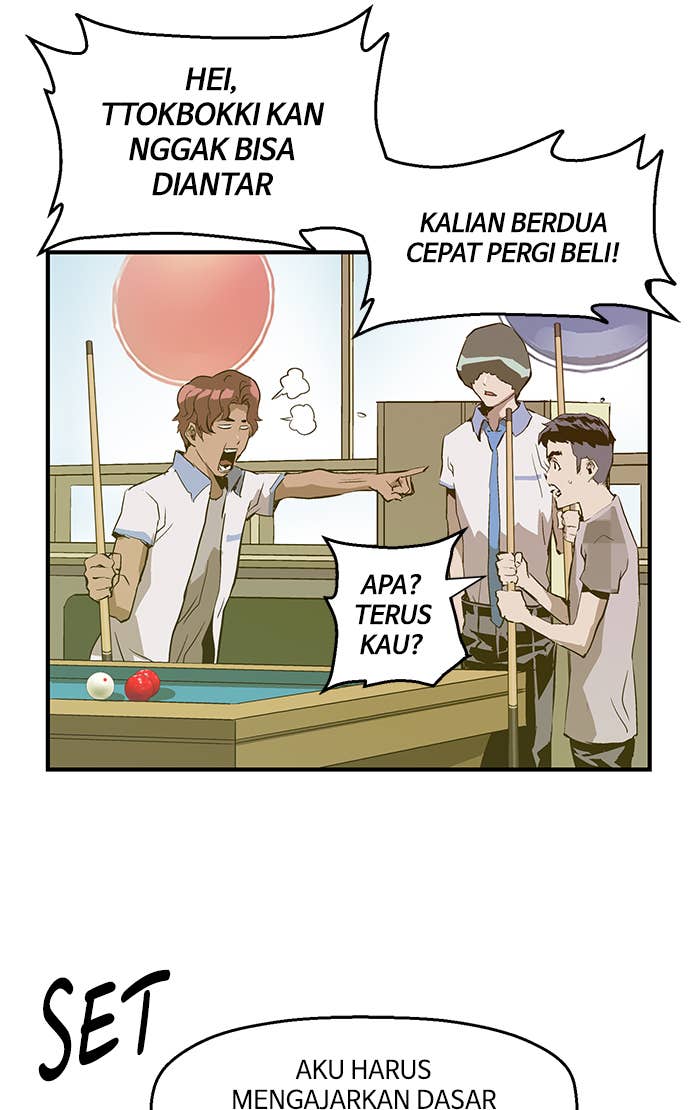 HEI,
TTOKBOKKI KAN
NGGAK BISA
DIANTAR
KALIAN BERDUA
CEPAT PERGI BELI!
APA?
TERUS
KAU?
SET
AKU HARUS
MENGAJARKAN DASAR